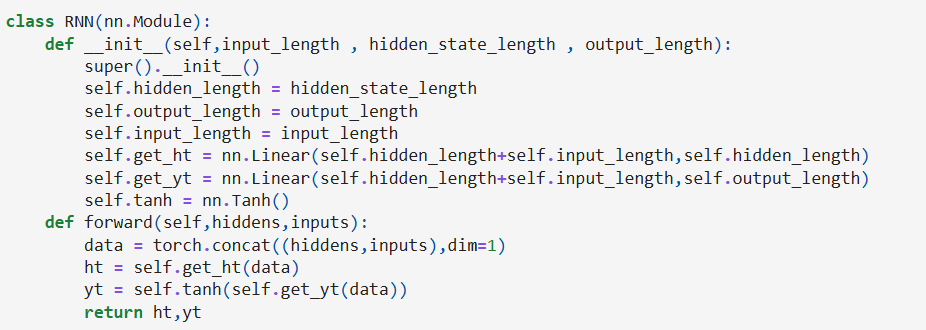 class RNN(nn.Module):
    def __init__(self,input_length , hidden_state_length , output_length):
        super().__init__()
        self.hidden_length = hidden_state_length
        self.output_length = output_length
        self.input_length = input_length
        self.get_ht = nn.Linear(self.hidden_length+self.input_length,self.hidden_length)
        self.get_yt = nn.Linear(self.hidden_length+self.input_length,self.output_length)
        self.tanh = nn.Tanh()
    def forward(self,hiddens,inputs):
        data = torch.concat((hiddens,inputs),dim=1)
        ht = self.get_ht(data)
        yt = self.tanh(self.get_yt(data))
        return ht,yt